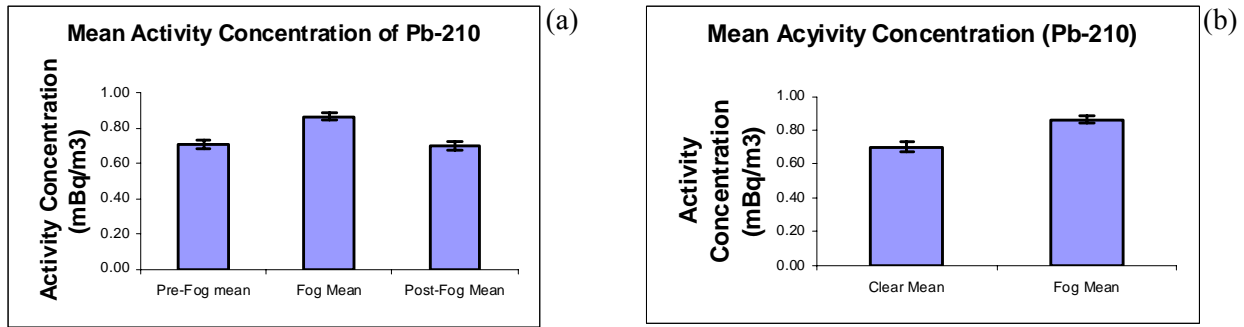 Mean Activity Concentration of Pb-210
(a)
Activity Concentration
(mBq/m3)
1.00
0.80
0.60
0.40
0.20
0.00
Pre-Fog mean
Fog Mean
Post-Fog Mean
Mean Acyivity Concentration (Pb-210)
(b)
Activity
Concentration
(mBq/m3)
1.00
0.80
0.60
0.40
0.20
0.00
Clear Mean
Fog Mean